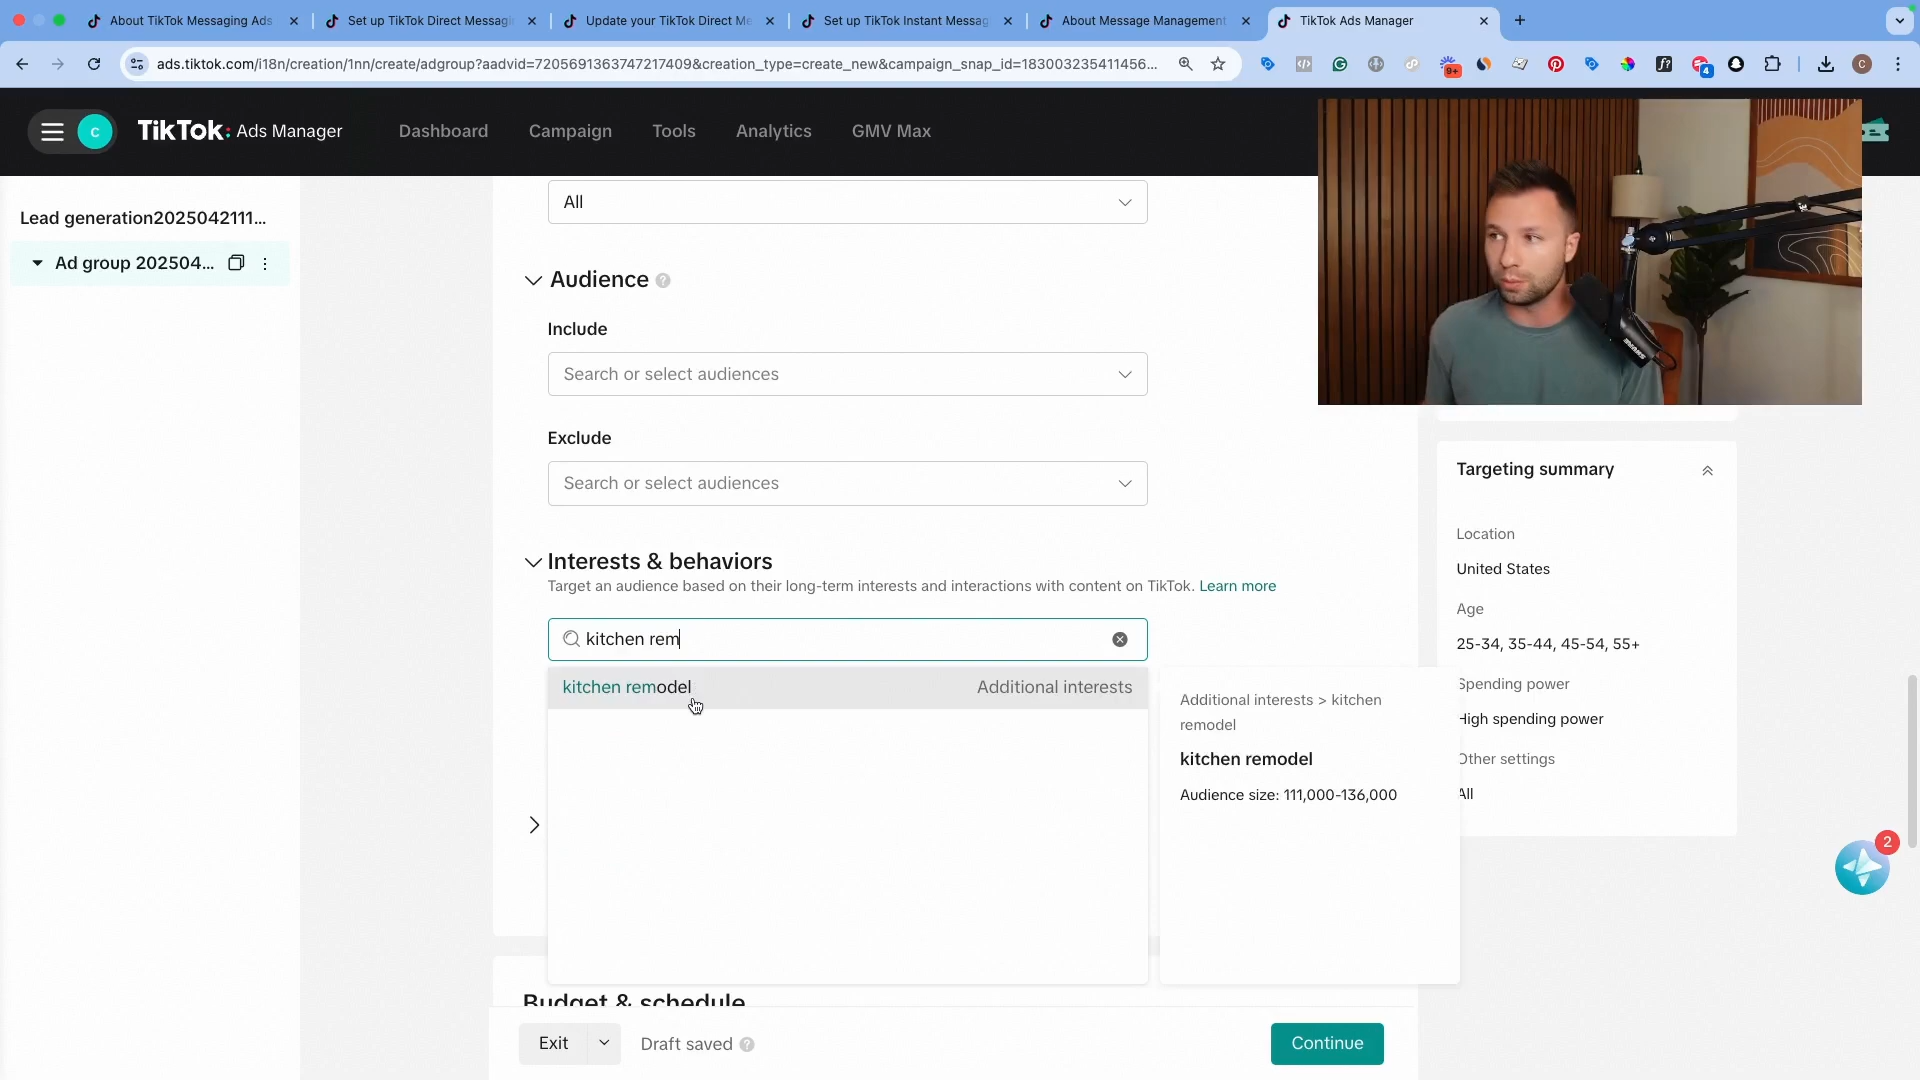 About TikTok Messaging Ads
Set up TikTok Direct Messagi
Update your TikTok Direct Me
Set up TikTok Instant Messag
About Message Management
TikTok Ads Manager
ads.tiktok.com/i18n/creation/1nn/create/adgroup?aadvid=7205691363747217409&creation_type=create_new&campaign_snap_id=183003235411456...
9+
f?
4
C
C
TikTok: Ads Manager
Dashboard
Campaign
Tools
Analytics
GMV Max
Lead generation2025042111...
Ad group 202504...
All
Audience
Include
Search or select audiences
Exclude
Search or select audiences
Interests & behaviors
Target an audience based on their long-term interests and interactions with content on TikTok. Learn more
kitchen rem
kitchen remodel
Additional interests
Additional interests > kitchen
remodel
kitchen remodel
Audience size: 111,000-136,000
Targeting summary
Location
United States
Age
25-34, 35-44, 45-54, 55+
Spending power
High spending power
Other settings
All
2
Budget & schedule
Exit
Draft saved
Continue